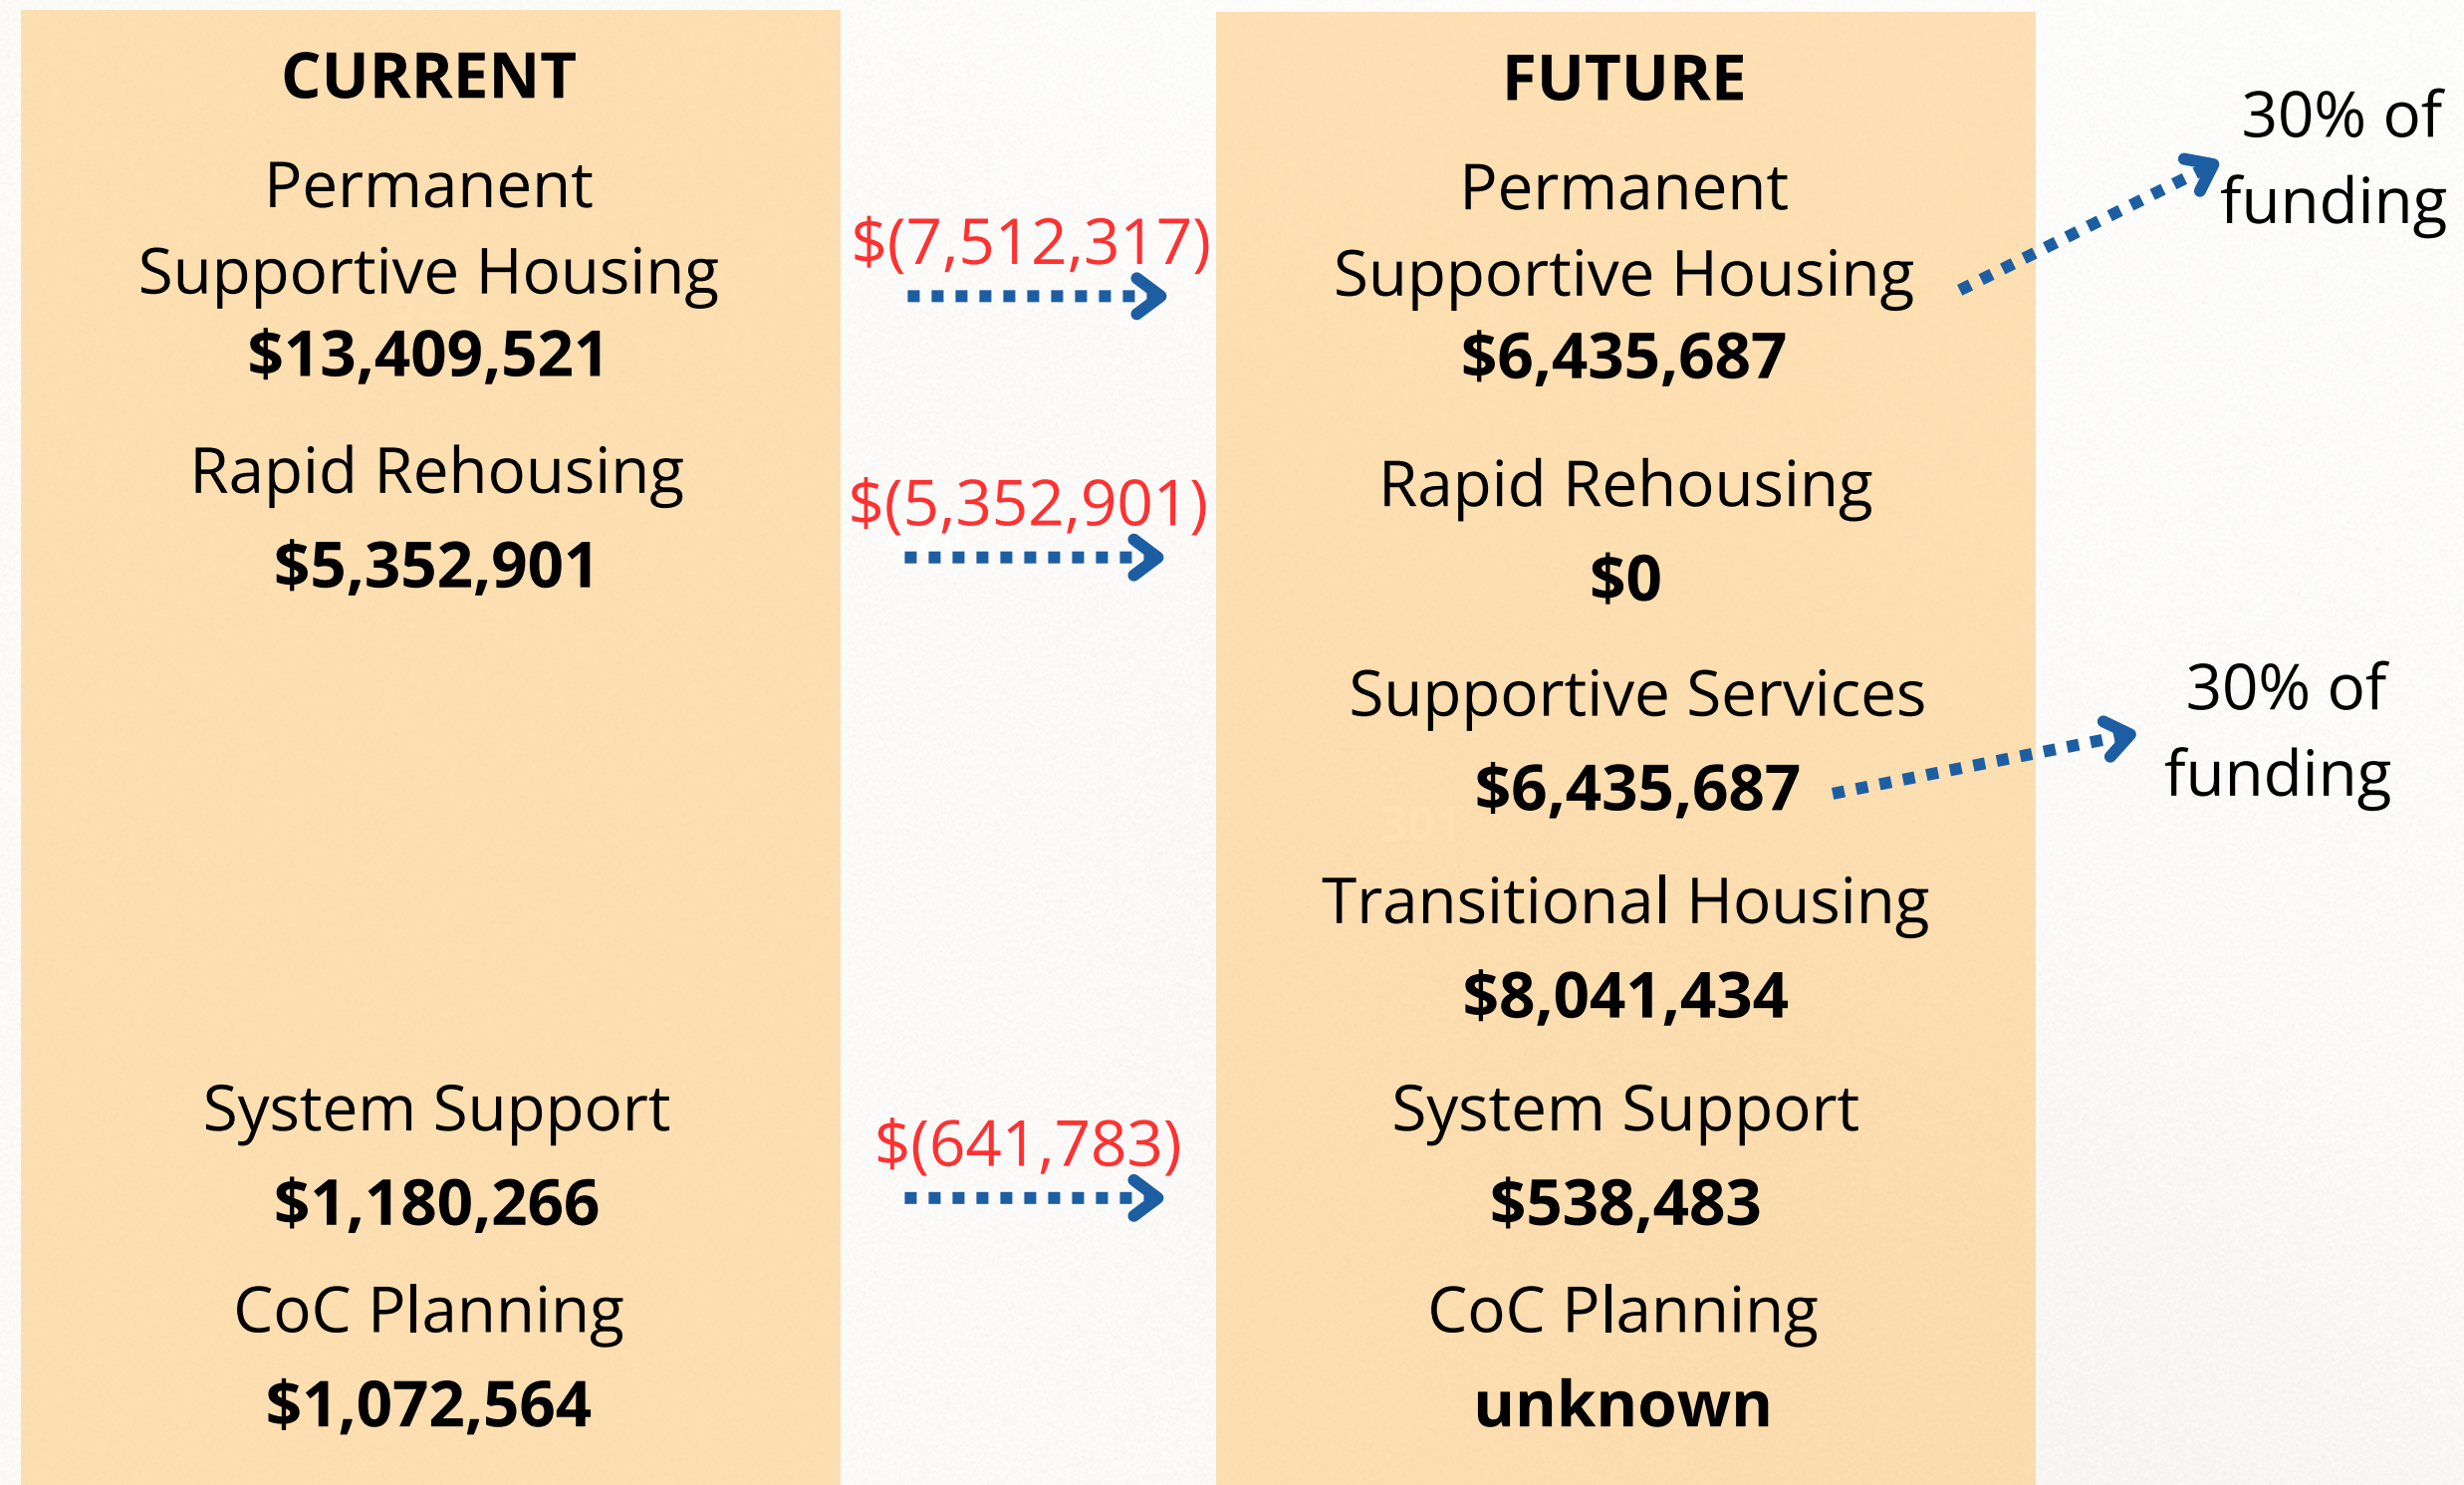 CURRENT
Permanent
Supportive Housing
$13,409,521
Rapid Rehousing
$5,352,901
System Support
$1,180,266
CoC Planning
$1,072,564
$(7,512,317)
$(5,352,901)
$(641,783)
FUTURE
Permanent
Supportive Housing
$6,435,687
Rapid Rehousing
$0
Supportive Services
$6,435,687
301
Transitional Housing
$8,041,434
System Support
$538,483
CoC Planning
unknown
30% of
funding
30% of
funding